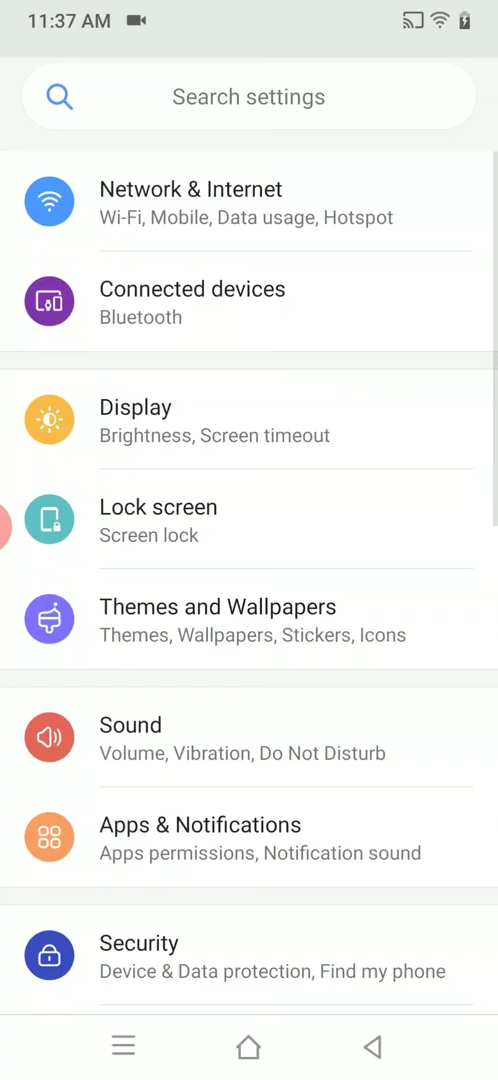 11:37 AM
Search settings
Network & Internet
Wi-Fi, Mobile, Data usage, Hotspot
Connected devices
Bluetooth
Display
Brightness, Screen timeout
Lock screen
Screen lock
Themes and Wallpapers
Themes, Wallpapers, Stickers, Icons
Sound
Volume, Vibration, Do Not Disturb
Apps & Notifications
Apps permissions, Notification sound
Security
Device & Data protection, Find my phone